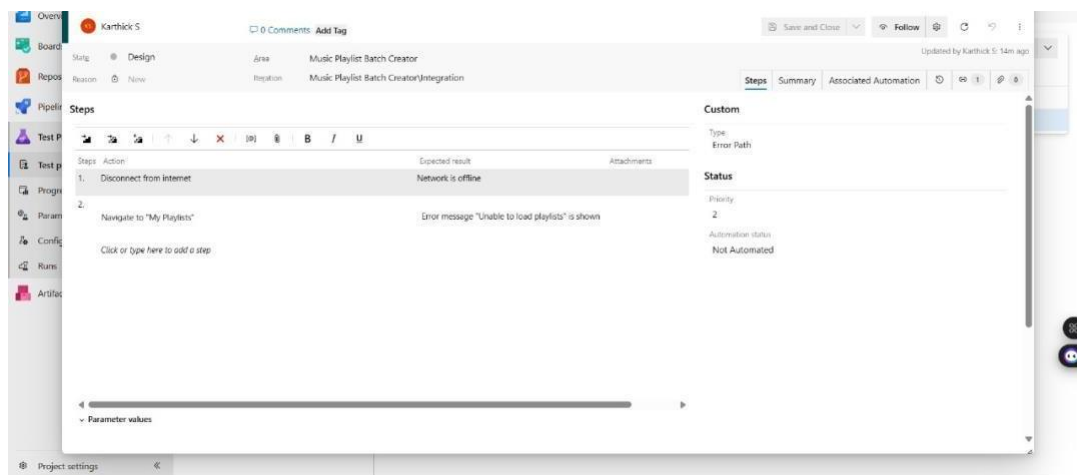 Overv
Karthick S
0 Comments Add Tag
Save and Close
Follow
Board
State Design
Area Music Playlist Batch Creator
Updated by Karthick S: 14m ago
Repos
Reason New
Iteration Music Playlist Batch Creator\Integration
Steps Summary Associated Automation 1 0
Pipelin
Steps
Custom
Test P
B I U
Type
Error Path
Test p
Steps Action Expected result Attachments
1. Disconnect from internet Network is offline
Status
Progre
Priority
2
2.
Navigate to "My Playlists" Error message "Unable to load playlists" is shown
Param
Automation status
Not Automated
Config
Click or type here to add a step
Runs
Artifac
Parameter values
Project settings